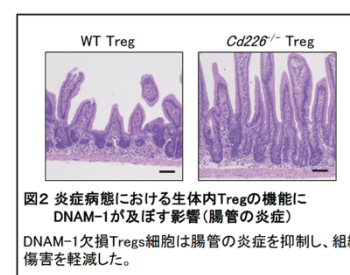 WT Treg
Cd226-/- Treg
図2 炎症病態における生体内Tregの機能に
DNAM-1が及ぼす影響(腸管の炎症)
DNAM-1欠損Tregs細胞は腸管の炎症を抑制し、組織
傷害を軽減した。